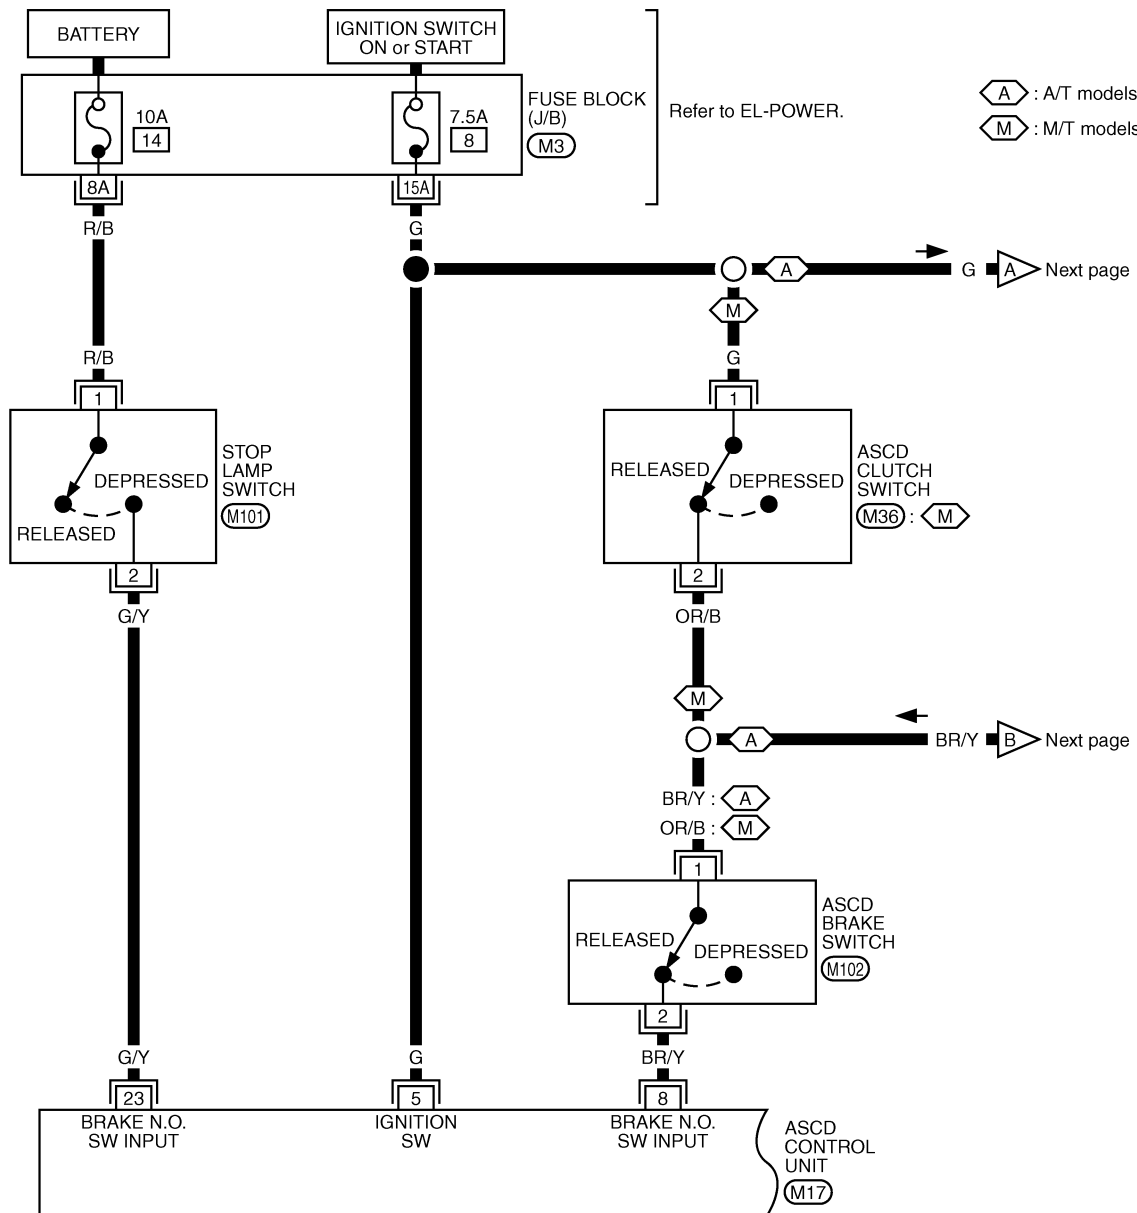 BATTERY
IGNITION SWITCH
ON or START
10A
14
7.5A
8
FUSE BLOCK
(J/B)
M3
Refer to EL-POWER.
A : A/T models
M : M/T models
8A
15A
R/B
G
A
G
A
Next page
M
R/B
G
1
1
STOP
LAMP
SWITCH
M101
DEPRESSED
RELEASED
RELEASED
DEPRESSED
ASCD
CLUTCH
SWITCH
M36 : M
2
2
G/Y
OR/B
M
A
BR/Y
B
Next page
BR/Y : A
OR/B : M
1
RELEASED
DEPRESSED
ASCD
BRAKE
SWITCH
M102
2
G/Y
G
BR/Y
23
5
8
BRAKE N.O.
SW INPUT
IGNITION
SW
BRAKE N.O.
SW INPUT
ASCD
CONTROL
UNIT
M17